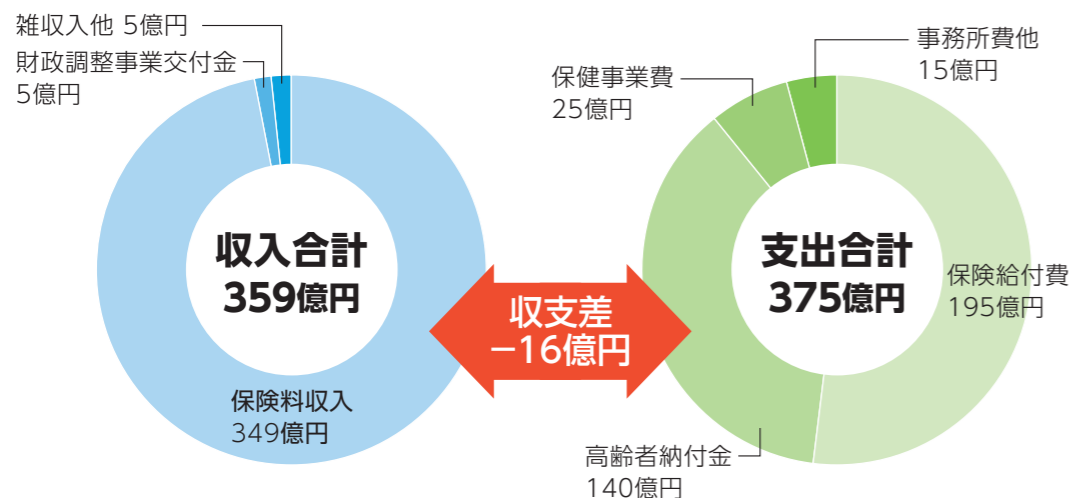 雑収入他 5億円
財政調整事業交付金
5億円
収入合計
359億円
保険料収入
349億円
収支差
−16億円
事務所費他
15億円
保健事業費
25億円
支出合計
375億円
保険給付費
195億円
高齢者納付金
140億円